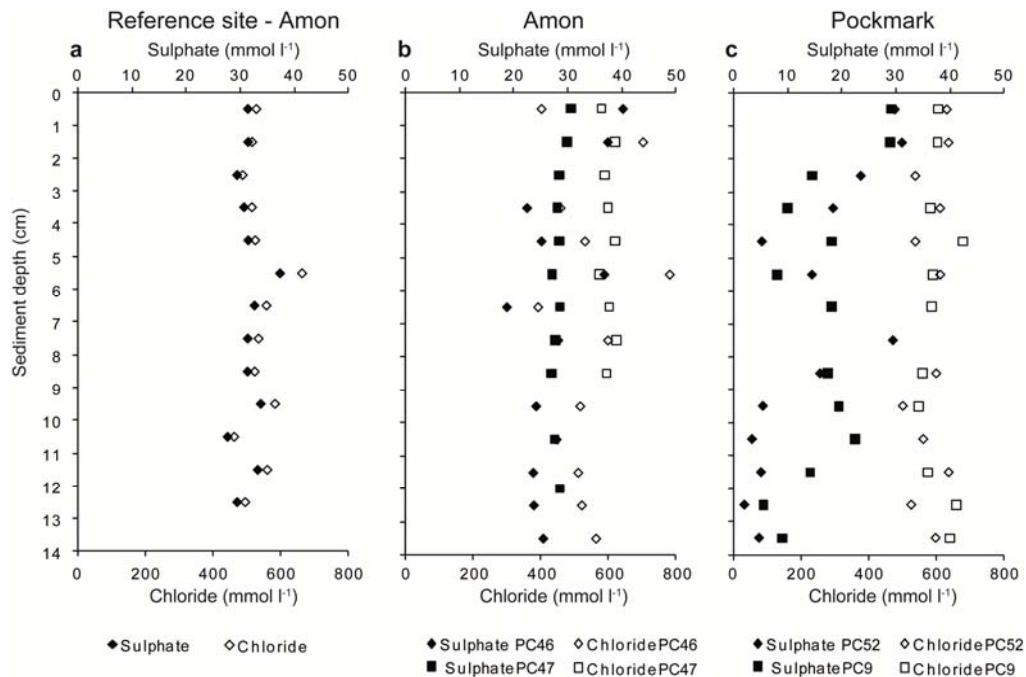 Reference site - Amon
Amon
Pockmark
a
Sulphate (mmol l-1)
b
Sulphate (mmol l-1)
c
Sulphate (mmol l-1)
0 10 20 30 40 50
0 10 20 30 40 50
0 10 20 30 40 50
Sediment depth (cm)
0
1
2
3
4
5
6
7
8
9
10
11
12
13
14
0 200 400 600 800
0 200 400 600 800
0 200 400 600 800
Chloride (mmol l-1)
Chloride (mmol l-1)
Chloride (mmol l-1)
Sulphate Chloride
Sulphate PC46 Chloride PC46
Sulphate PC47 Chloride PC47
Sulphate PC52 Chloride PC52
Sulphate PC9 Chloride PC9